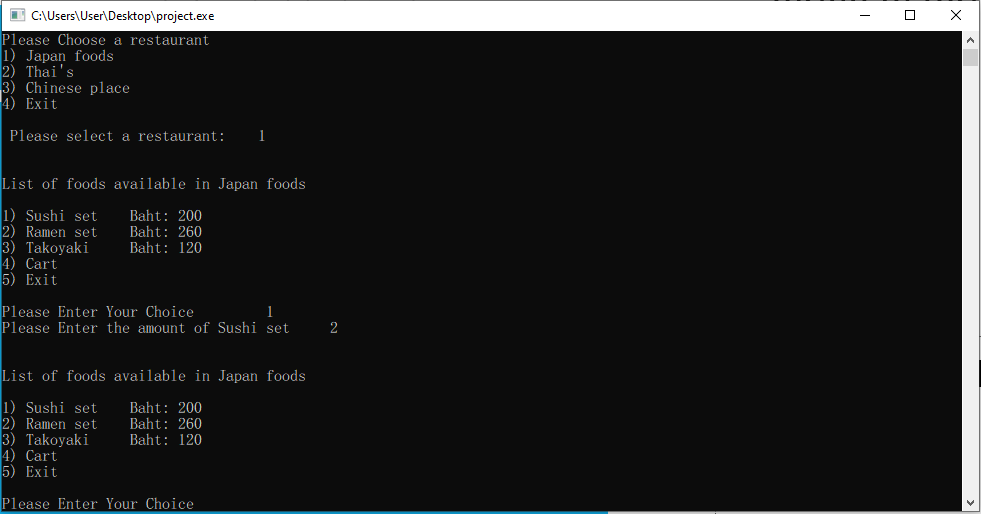 C:\Users\User\Desktop\project.exe
Please Choose a restaurant
1) Japan foods
2) Thai's
3) Chinese place
4) Exit
Please select a restaurant: 1
List of foods available in Japan foods
1) Sushi set Baht: 200
2) Ramen set Baht: 260
3) Takoyaki Baht: 120
4) Cart
5) Exit
Please Enter Your Choice 1
Please Enter the amount of Sushi set 2
List of foods available in Japan foods
1) Sushi set Baht: 200
2) Ramen set Baht: 260
3) Takoyaki Baht: 120
4) Cart
5) Exit
Please Enter Your Choice